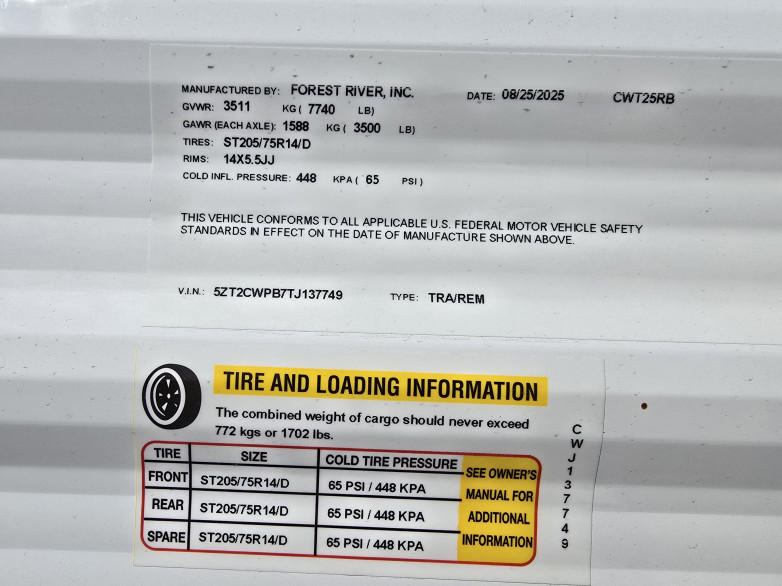 MANUFACTURED BY: FOREST RIVER, INC. DATE: 08/25/2025 CWT25RB
GVWR: 3511 KG ( 7740 LB)
GAWR (EACH AXLE): 1588 KG ( 3500 LB)
TIRES: ST205/75R14/D
RIMS: 14X5.5JJ
COLD INFL. PRESSURE: 448 KPA ( 65 PSI )
THIS VEHICLE CONFORMS TO ALL APPLICABLE U.S. FEDERAL MOTOR VEHICLE SAFETY
STANDARDS IN EFFECT ON THE DATE OF MANUFACTURE SHOWN ABOVE.
V.I.N.: 5ZT2CWPB7TJ137749 TYPE: TRA/REM
TIRE AND LOADING INFORMATION
The combined weight of cargo should never exceed
772 kgs or 1702 lbs.
TIRE SIZE COLD TIRE PRESSURE
FRONT ST205/75R14/D 65 PSI / 448 KPA
REAR ST205/75R14/D 65 PSI / 448 KPA
SPARE ST205/75R14/D 65 PSI / 448 KPA
SEE OWNER'S
MANUAL FOR
ADDITIONAL
INFORMATION
CWJ137749